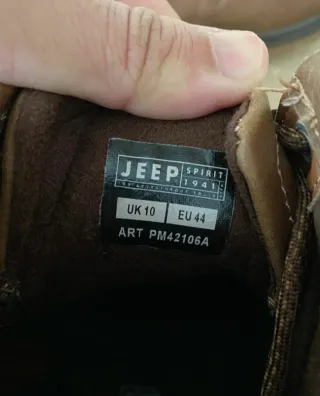 JEEP SPIRIT
1941
UK 10 EU 44
ART PM42106A